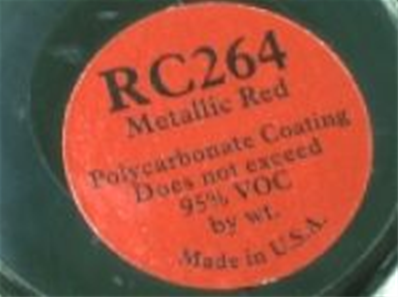 RC264
Metallic Red
Polycarbonate Coating
Does not exceed
95% VOC
by wt.
Made in U.S.A.